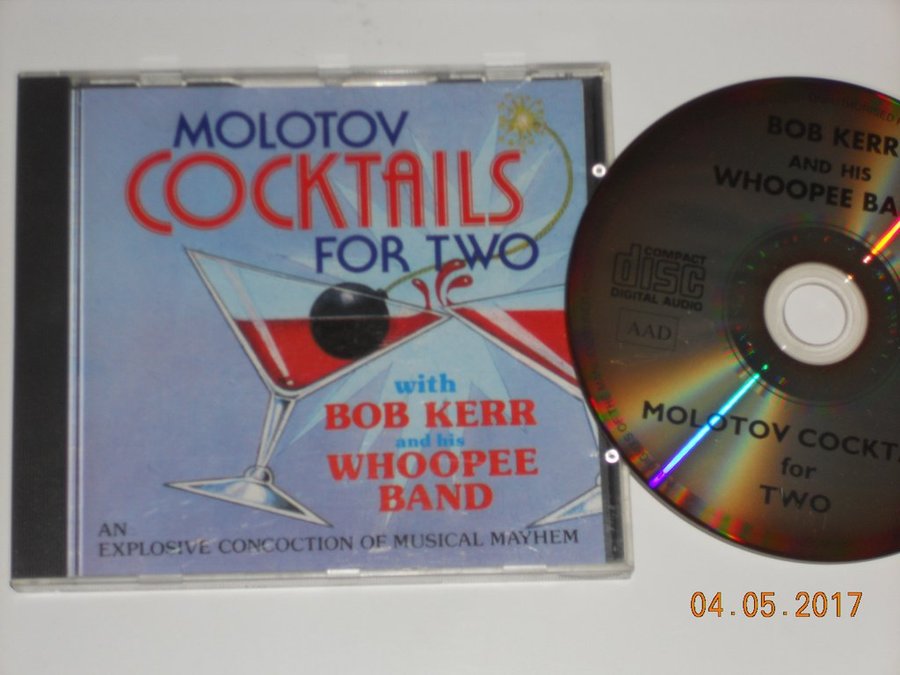 MOLOTOV
COCKTAILS
FOR TWO
with
BOB KERR
and his
WHOOPEE
BAND
AN
EXPLOSIVE CONCOCTION OF MUSICAL MAYHEM
BOB KERR
AND HIS
WHOOPEE BA
COMPACT
disc
DIGITAL AUDIO
AAD
MOLOTOV COCKTA
for
TWO
04.05.2017